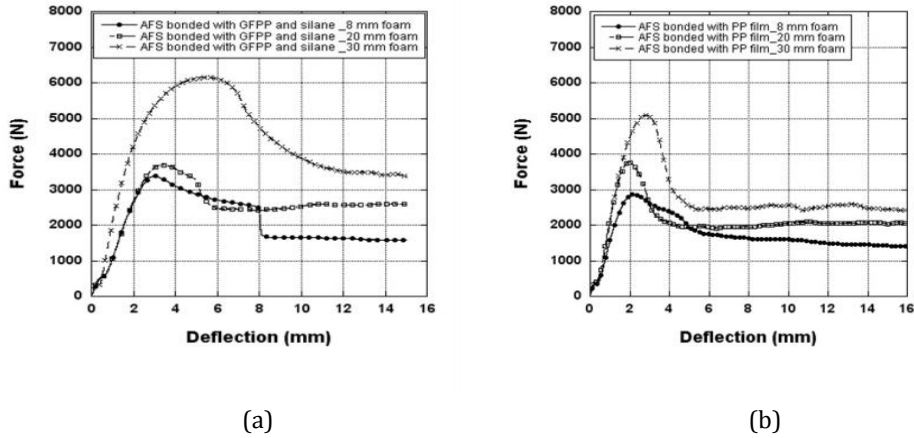 AFS bonded with GFPP and silane _8 mm foam
AFS bonded with GFPP and silane _20 mm foam
AFS bonded with GFPP and silane _30 mm foam
8000
7000
6000
5000
4000
3000
2000
1000
0
Force (N)
0 2 4 6 8 10 12 14 16
Deflection (mm)
(a)
AFS bonded with PP film_8 mm foam
AFS bonded with PP film_20 mm foam
AFS bonded with PP film_30 mm foam
8000
7000
6000
5000
4000
3000
2000
1000
0
Force (N)
0 2 4 6 8 10 12 14 16
Deflection (mm)
(b)